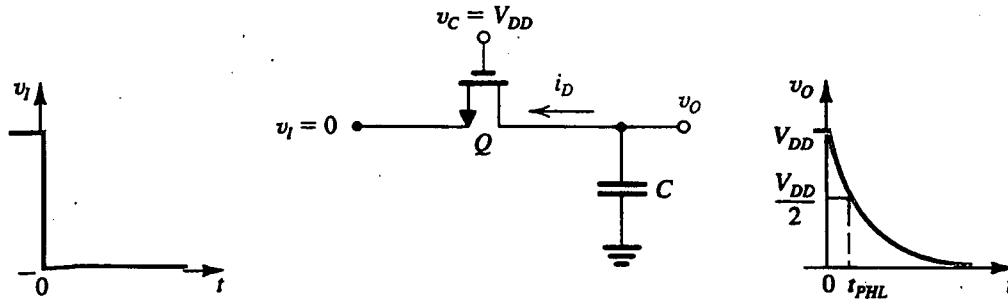 v_I
0
t
v_C = V_DD
v_I = 0
Q
i_D
v_O
C
v_O
V_DD
V_DD
2
0
t_PHL